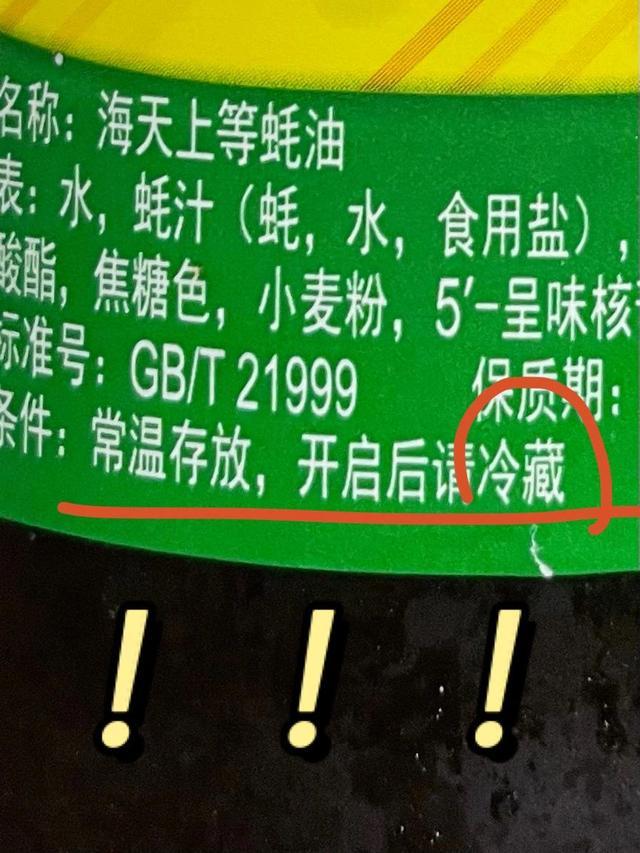 名称：海天上等蚝油
表：水，蚝汁（蚝，水，食用盐），
酸酯，焦糖色，小麦粉，5′-呈味核
标准号：GB/T 21999 保质期：
条件：常温存放，开启后请冷藏
！！！